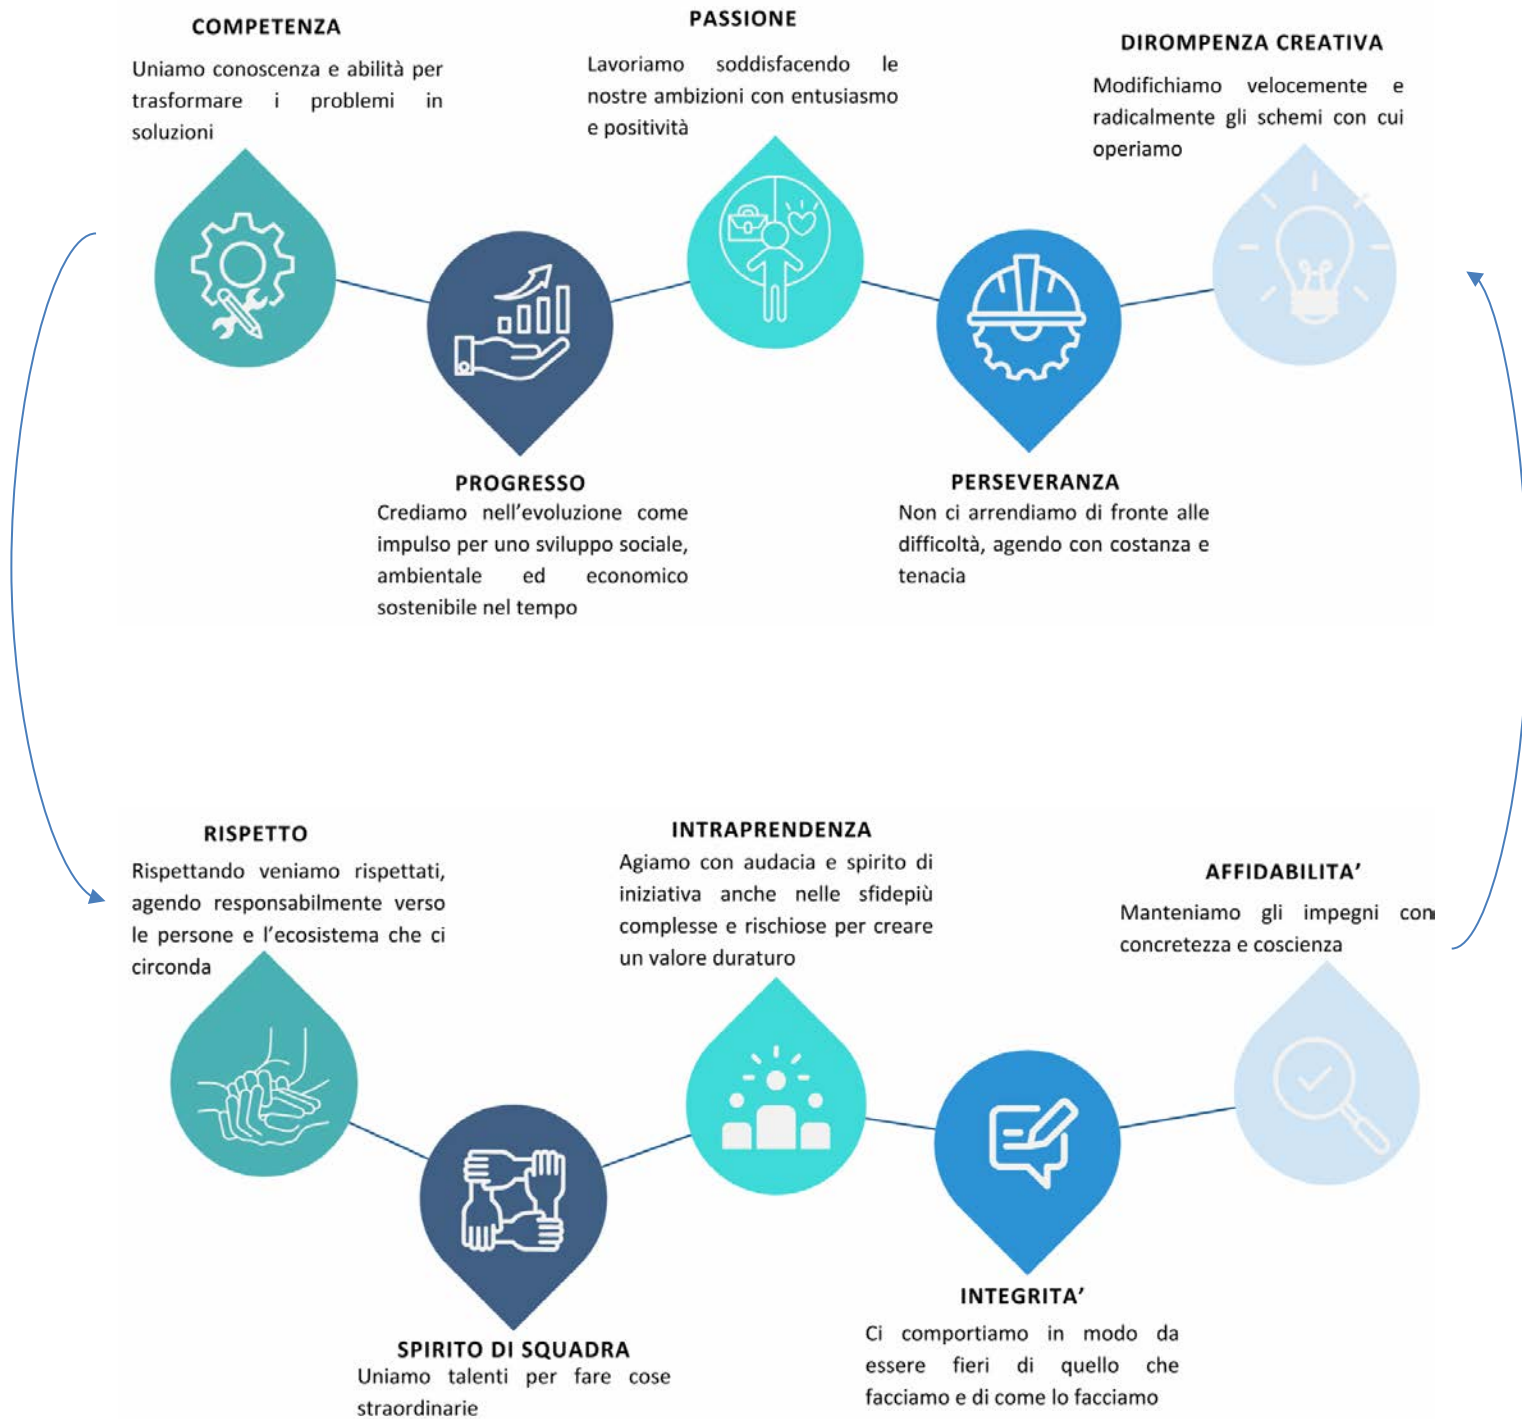 COMPETENZA
Uniamo conoscenza e abilità per
trasformare i problemi in
soluzioni
PASSIONE
Lavoriamo soddisfacendo le
nostre ambizioni con entusiasmo
e positività
DIROMPENZA CREATIVA
Modifichiamo velocemente e
radicalmente gli schemi con cui
operiamo
PROGRESSO
Crediamo nell’evoluzione come
impulso per uno sviluppo sociale,
ambientale ed economico
sostenibile nel tempo
PERSEVERANZA
Non ci arrendiamo di fronte alle
difficoltà, agendo con costanza e
tenacia
RISPETTO
Rispettando veniamo rispettati,
agendo responsabilmente verso
le persone e l’ecosistema che ci
circonda
INTRAPRENDENZA
Agiamo con audacia e spirito di
iniziativa anche nelle sfidepiù
complesse e rischiose per creare
un valore duraturo
AFFIDABILITA’
Manteniamo gli impegni con
concretezza e coscienza
SPIRITO DI SQUADRA
Uniamo talenti per fare cose
straordinarie
INTEGRITA’
Ci comportiamo in modo da
essere fieri di quello che
facciamo e di come lo facciamo